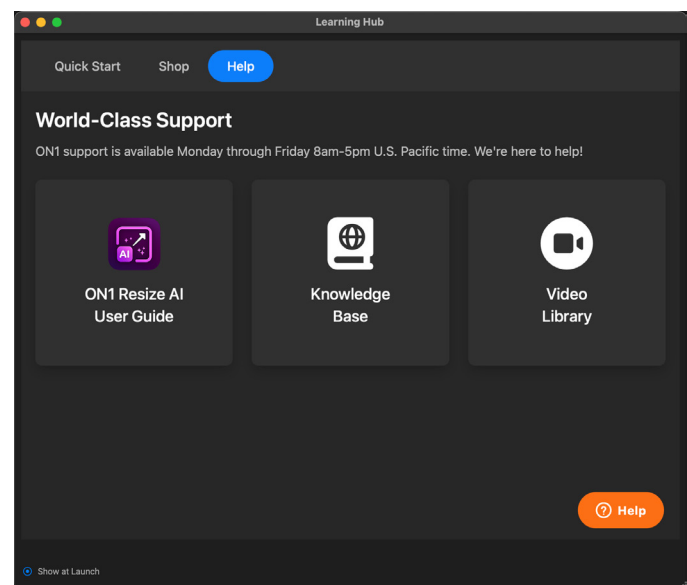 Learning Hub
Quick Start
Shop
Help
World-Class Support
ON1 support is available Monday through Friday 8am-5pm U.S. Pacific time. We're here to help!
AI
ON1 Resize AI
User Guide
Knowledge
Base
Video
Library
? Help
Show at Launch